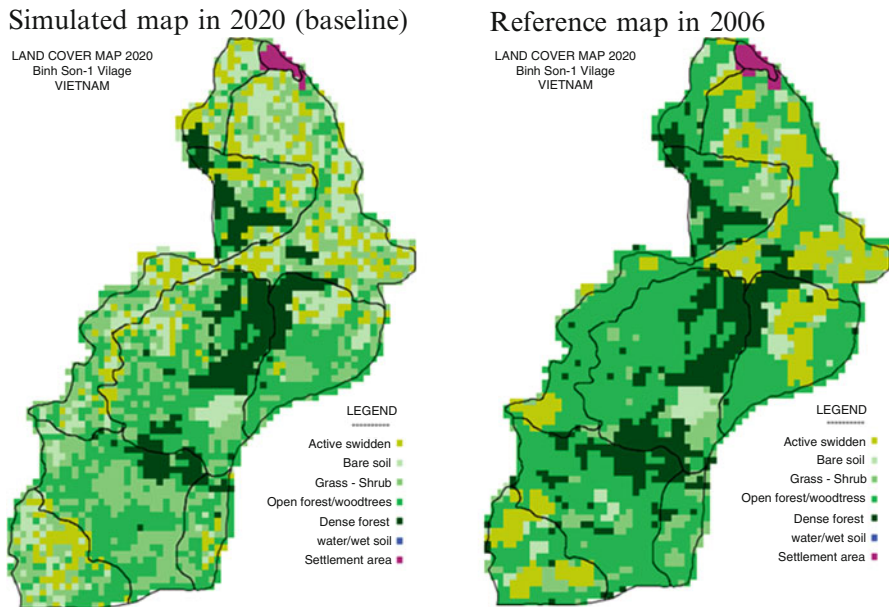 Simulated map in 2020 (baseline)
LAND COVER MAP 2020
Binh Son-1 Vilage
VIETNAM
LEGEND
Active swidden
Bare soil
Grass - Shrub
Open forest/woodtrees
Dense forest
water/wet soil
Settlement area
Reference map in 2006
LAND COVER MAP 2020
Binh Son-1 Vilage
VIETNAM
LEGEND
Active swidden
Bare soil
Grass - Shrub
Open forest/woodtress
Dense forest
water/wet soil
Settlement area